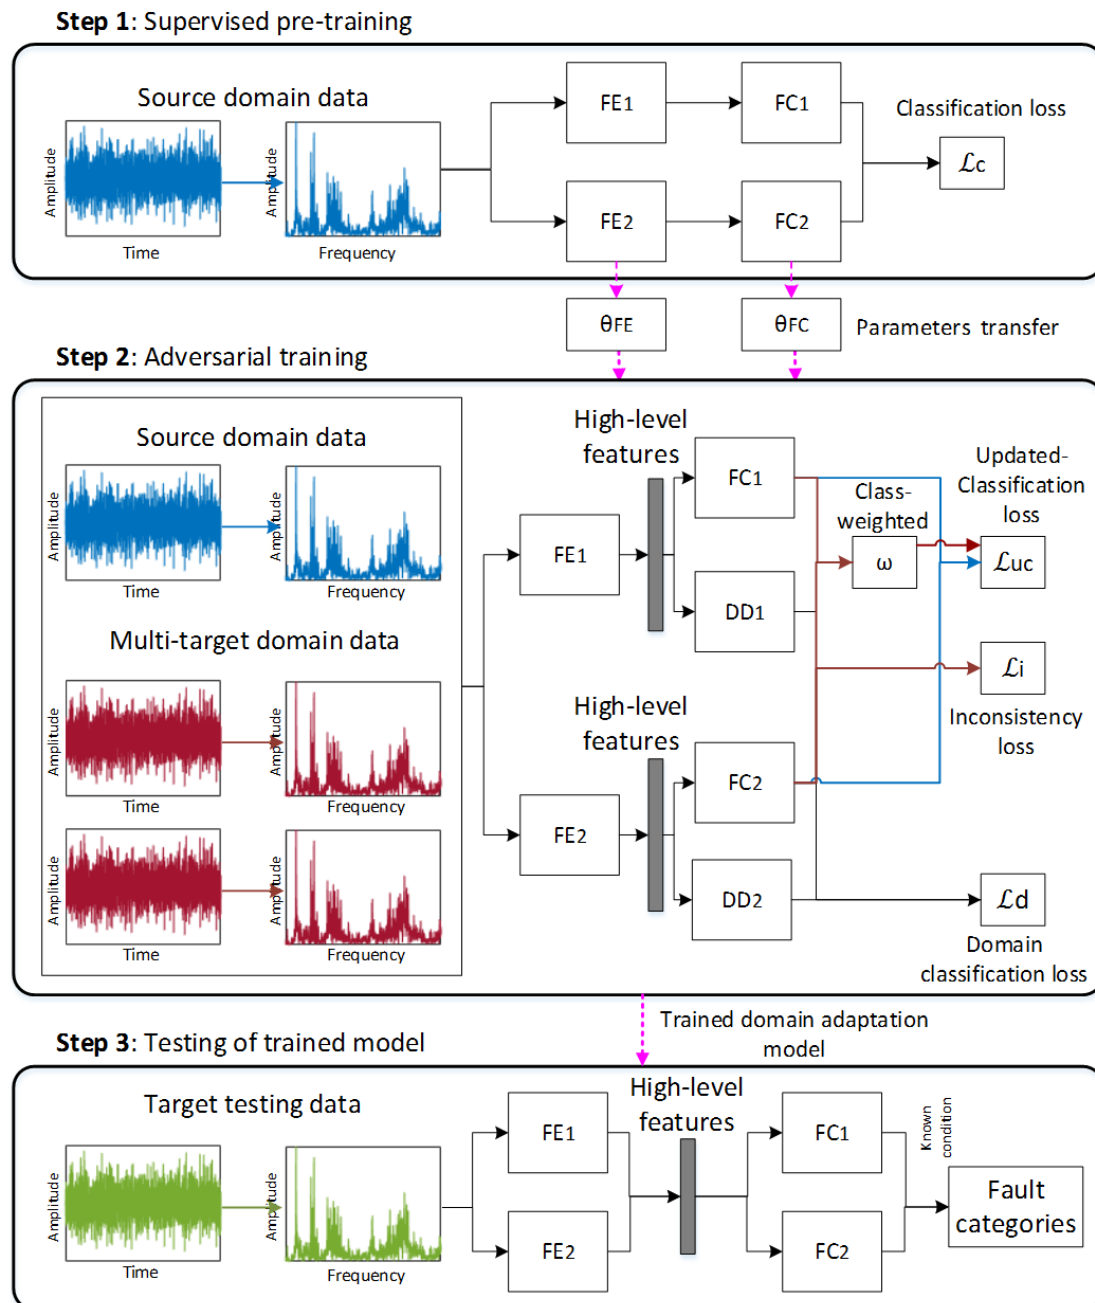 Step 1: Supervised pre-training
Source domain data
Amplitude
Time
Amplitude
Frequency
FE1
FC1
FE2
FC2
Classification loss
ℒc
θFE
θFC
Parameters transfer
Step 2: Adversarial training
Source domain data
Amplitude
Time
Amplitude
Frequency
Multi-target domain data
Amplitude
Time
Amplitude
Frequency
Amplitude
Time
Amplitude
Frequency
FE1
High-level
features
FC1
DD1
FE2
High-level
features
FC2
DD2
Class-
weighted
ω
Updated-
Classification
loss
ℒuc
ℒi
Inconsistency
loss
ℒd
Domain
classification loss
Trained domain adaptation
model
Step 3: Testing of trained model
Target testing data
Amplitude
Time
Amplitude
Frequency
FE1
FE2
High-level
features
FC1
FC2
Known
condition
Fault
categories